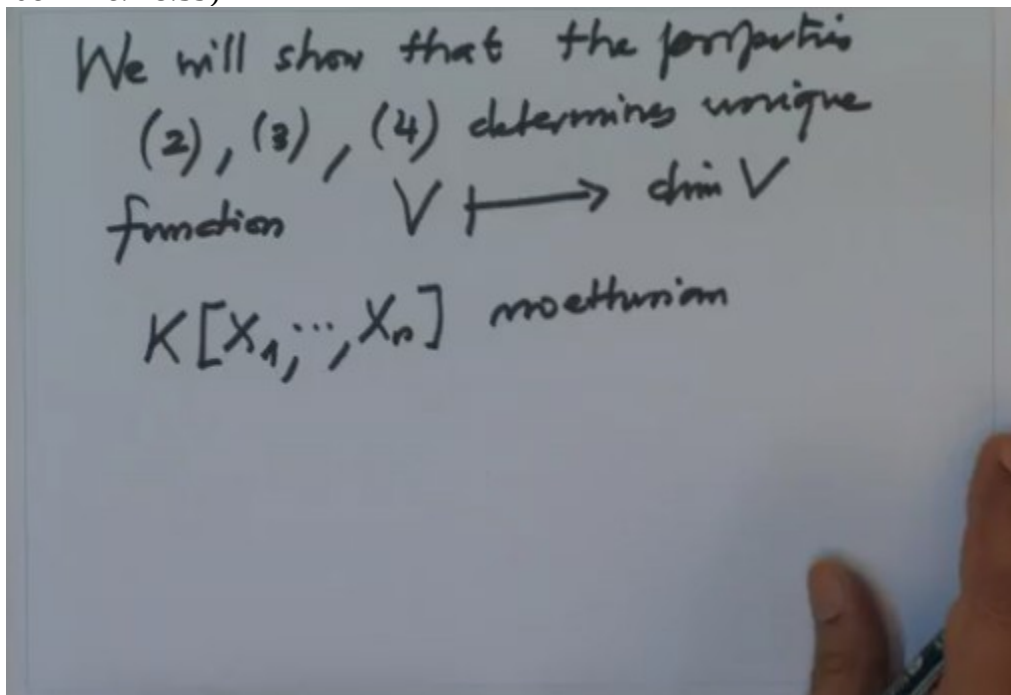 We will show that the properties
(2), (3), (4) determines unique
function V ⟼ dim V
K[X₁,⋯,Xₙ] noetherian